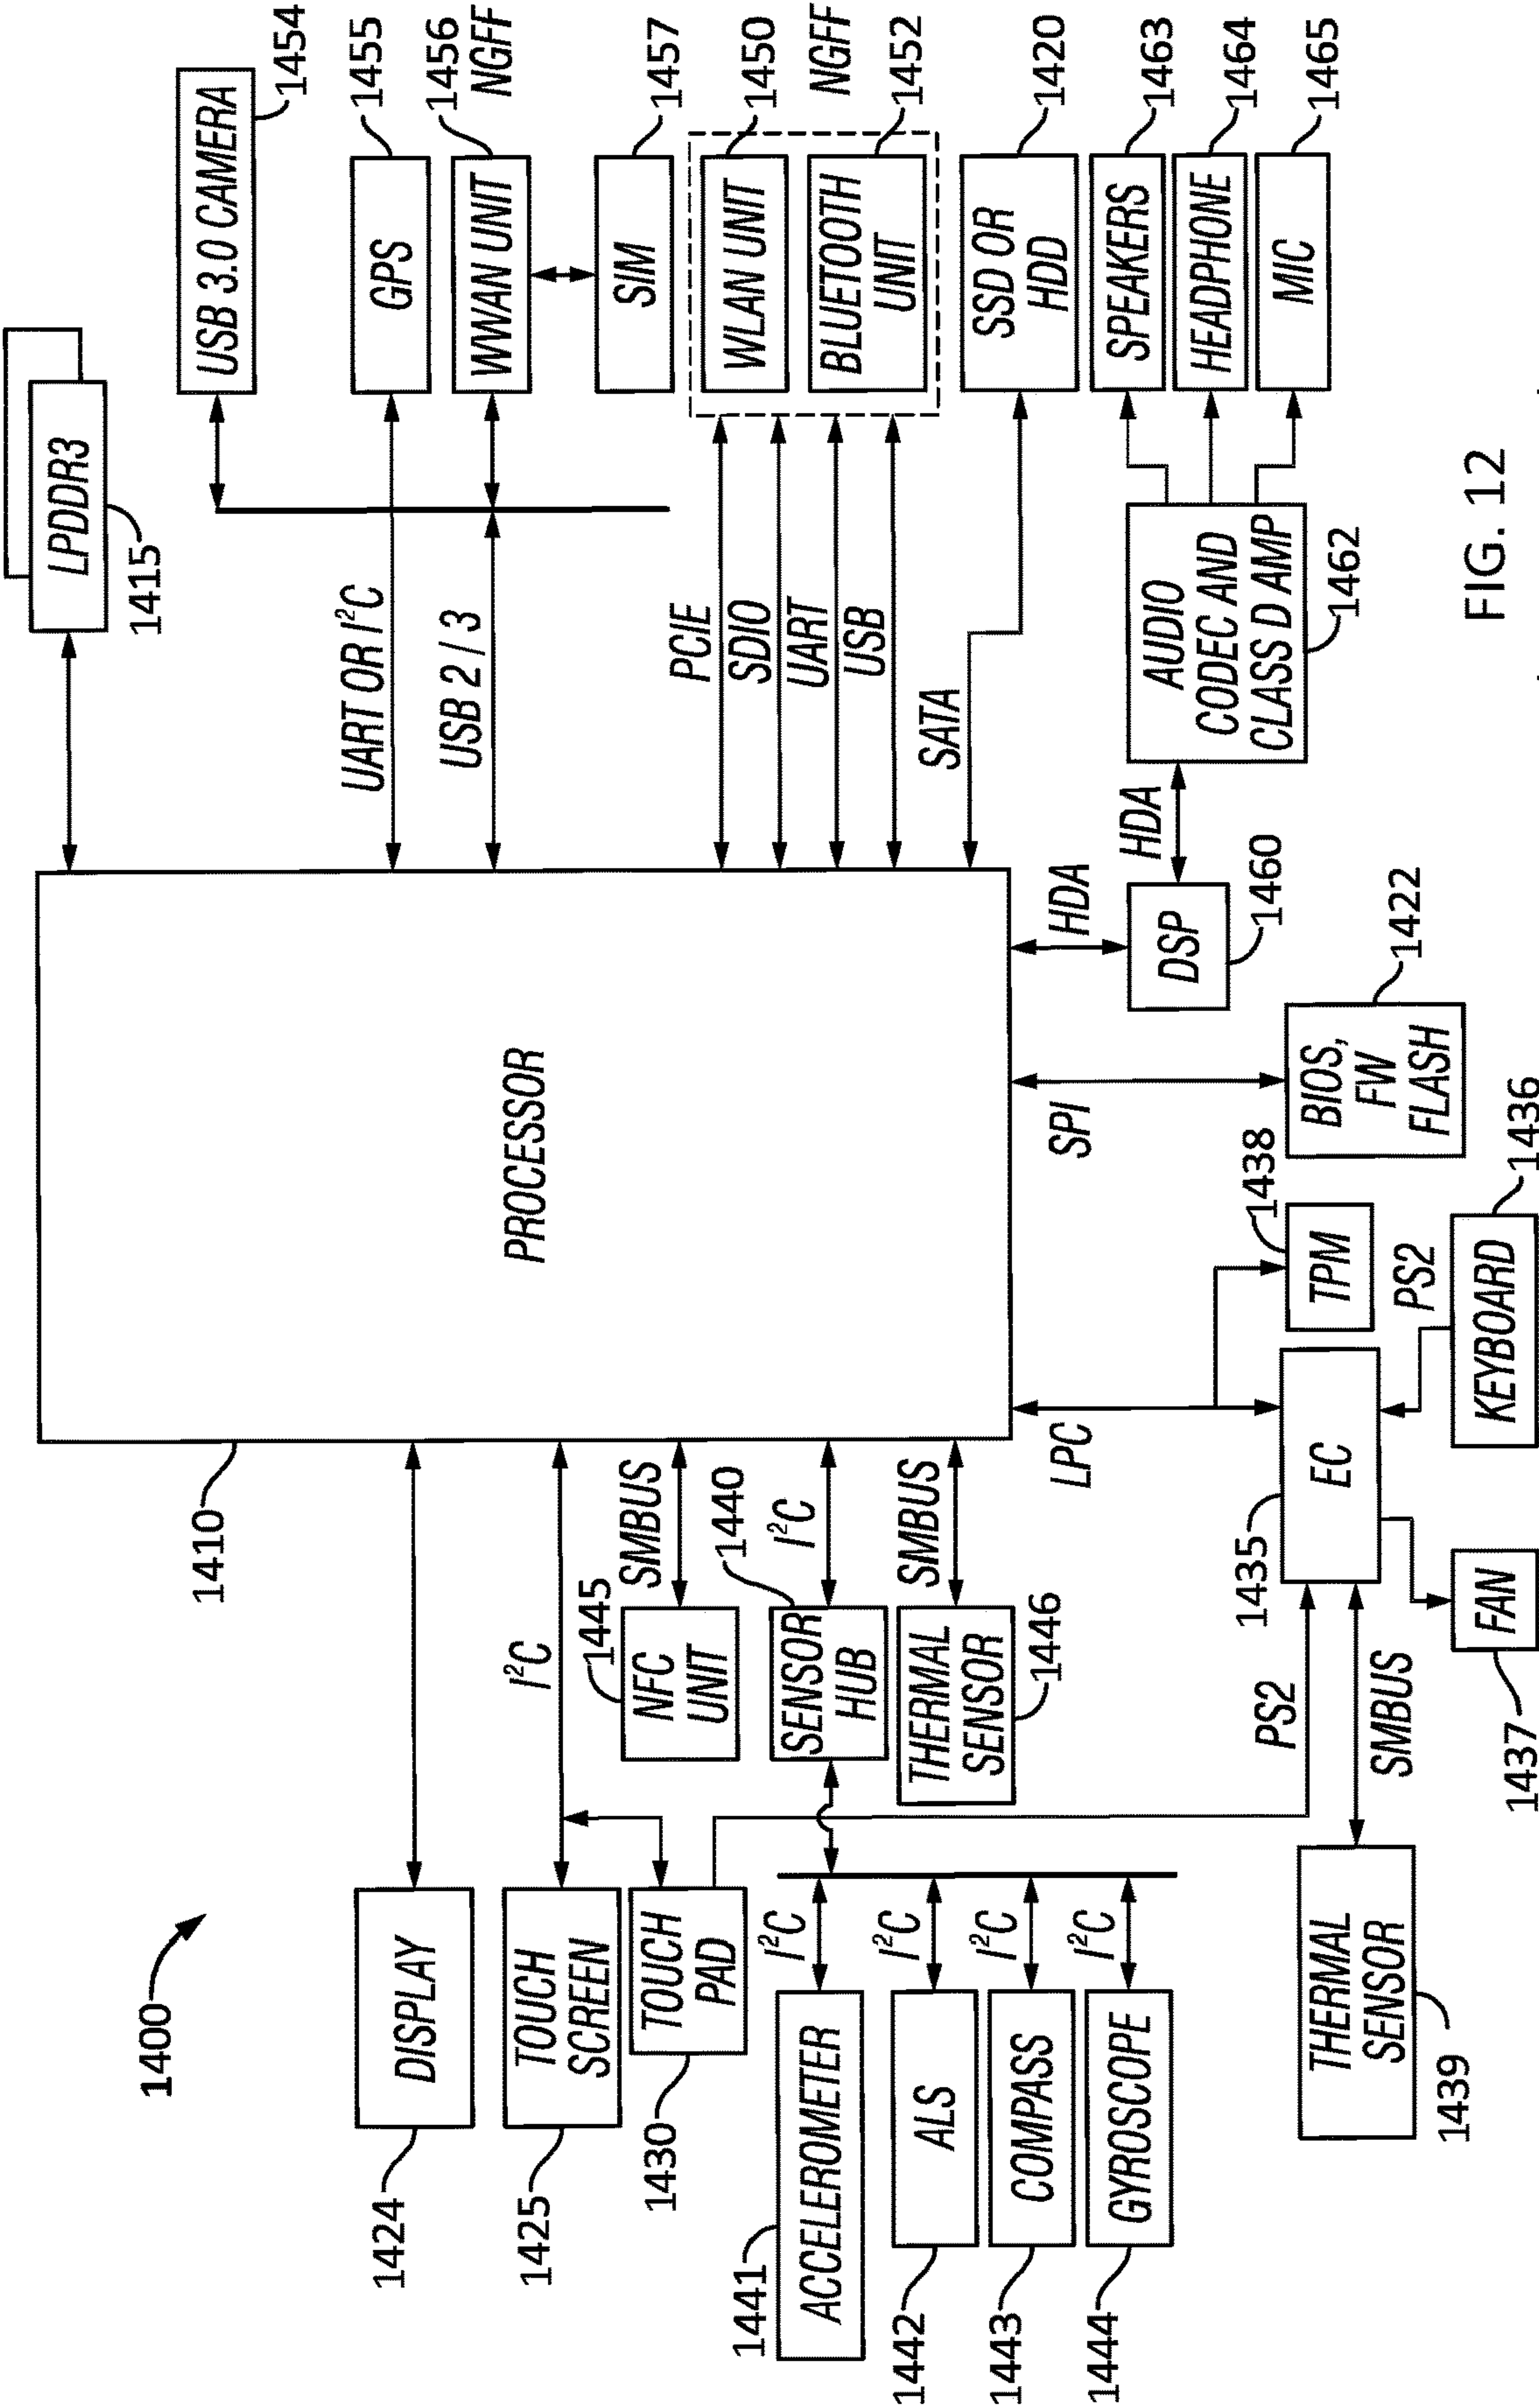 1400
1424
DISPLAY
1425
TOUCH
SCREEN
1430
TOUCH
PAD
1441
ACCELEROMETER
I²C
1442
ALS
I²C
1443
COMPASS
I²C
1444
GYROSCOPE
I²C
1439
THERMAL
SENSOR
SMBUS
PS2
1437
FAN
I²C
1445
NFC
UNIT
SMBUS
1440
SENSOR
HUB
I²C
1446
THERMAL
SENSOR
SMBUS
1435
EC
LPC
1438
TPM
PS2
KEYBOARD
1436
1410
PROCESSOR
SPI
BIOS,
FW
FLASH
1422
HDA
DSP
1460
HDA
AUDIO
CODEC AND
CLASS D AMP
1462
LPDDR3
1415
UART OR I²C
USB 2 / 3
PCIE
SDIO
UART
USB
SATA
USB 3.0 CAMERA
1454
GPS
1455
WWAN UNIT
1456
NGFF
SIM
1457
WLAN UNIT
1450
BLUETOOTH
UNIT
NGFF
1452
SSD OR
HDD
1420
SPEAKERS
1463
HEADPHONE
1464
MIC
1465
FIG. 12